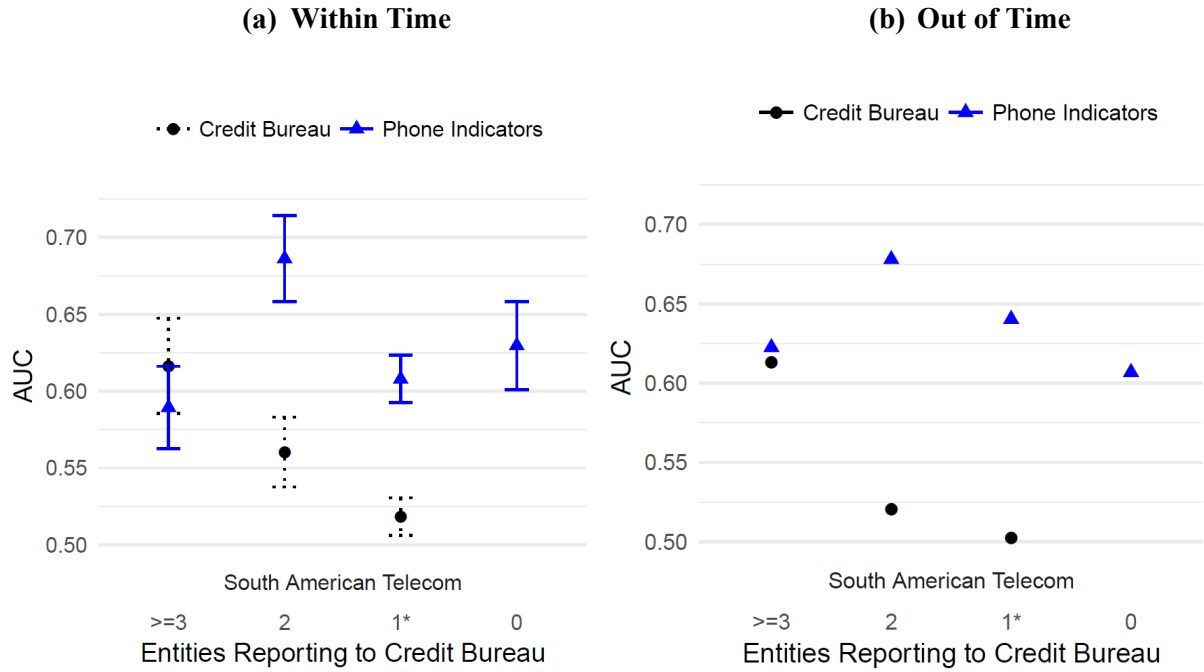 (a) Within Time
Credit Bureau Phone Indicators
AUC
0.70
0.65
0.60
0.55
0.50
South American Telecom
>=3 2 1* 0
Entities Reporting to Credit Bureau
(b) Out of Time
Credit Bureau Phone Indicators
AUC
0.70
0.65
0.60
0.55
0.50
South American Telecom
>=3 2 1* 0
Entities Reporting to Credit Bureau